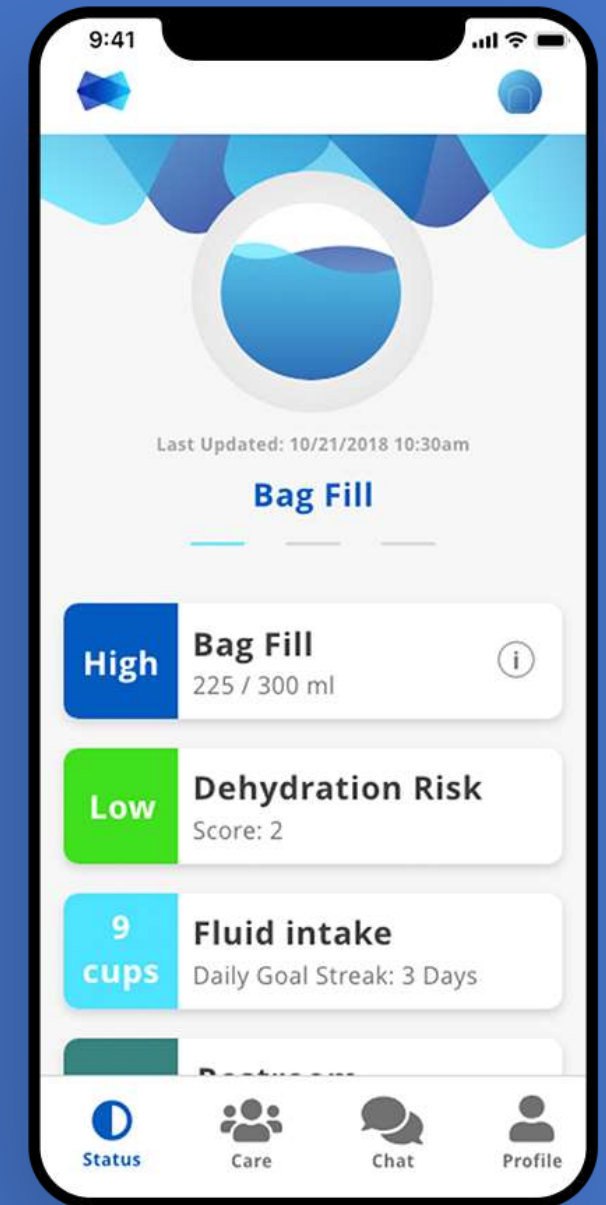 9:41
Last Updated: 10/21/2018 10:30am
Bag Fill
High
Bag Fill
225 / 300 ml
Low
Dehydration Risk
Score: 2
9
cups
Fluid intake
Daily Goal Streak: 3 Days
Status
Care
Chat
Profile